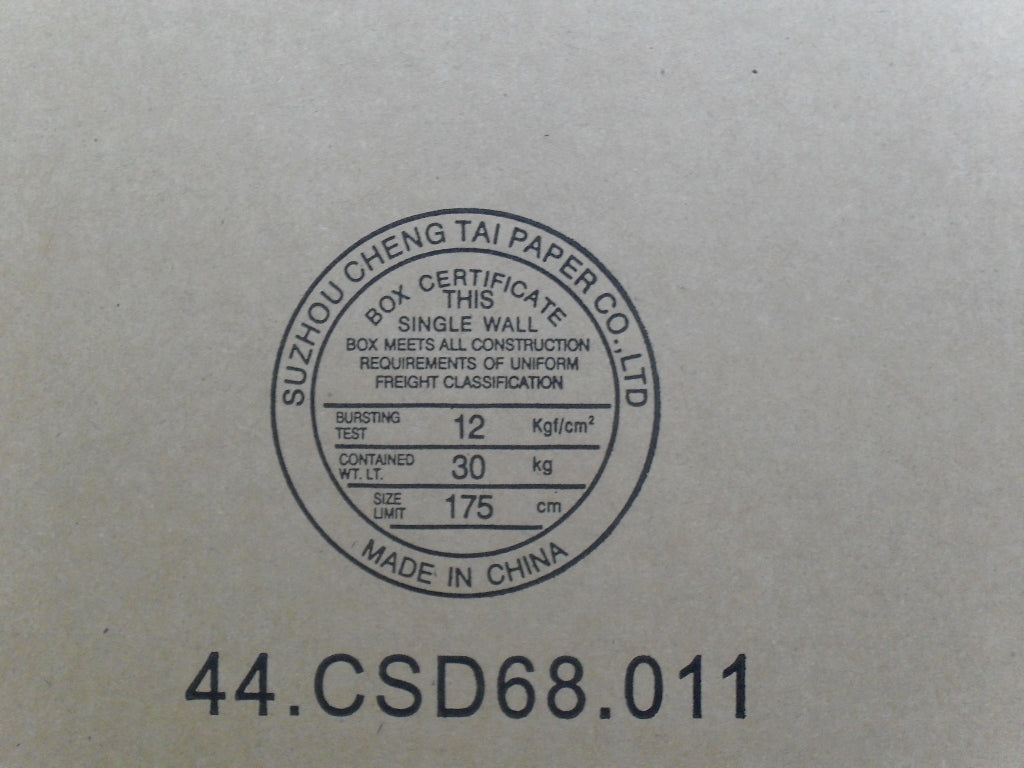 SUZHOU CHENG TAI PAPER CO.,LTD
BOX CERTIFICATE
THIS
SINGLE WALL
BOX MEETS ALL CONSTRUCTION
REQUIREMENTS OF UNIFORM
FREIGHT CLASSIFICATION
BURSTING TEST 12 Kgf/cm²
CONTAINED WT. LT. 30 kg
SIZE LIMIT 175 cm
MADE IN CHINA
44.CSD68.011